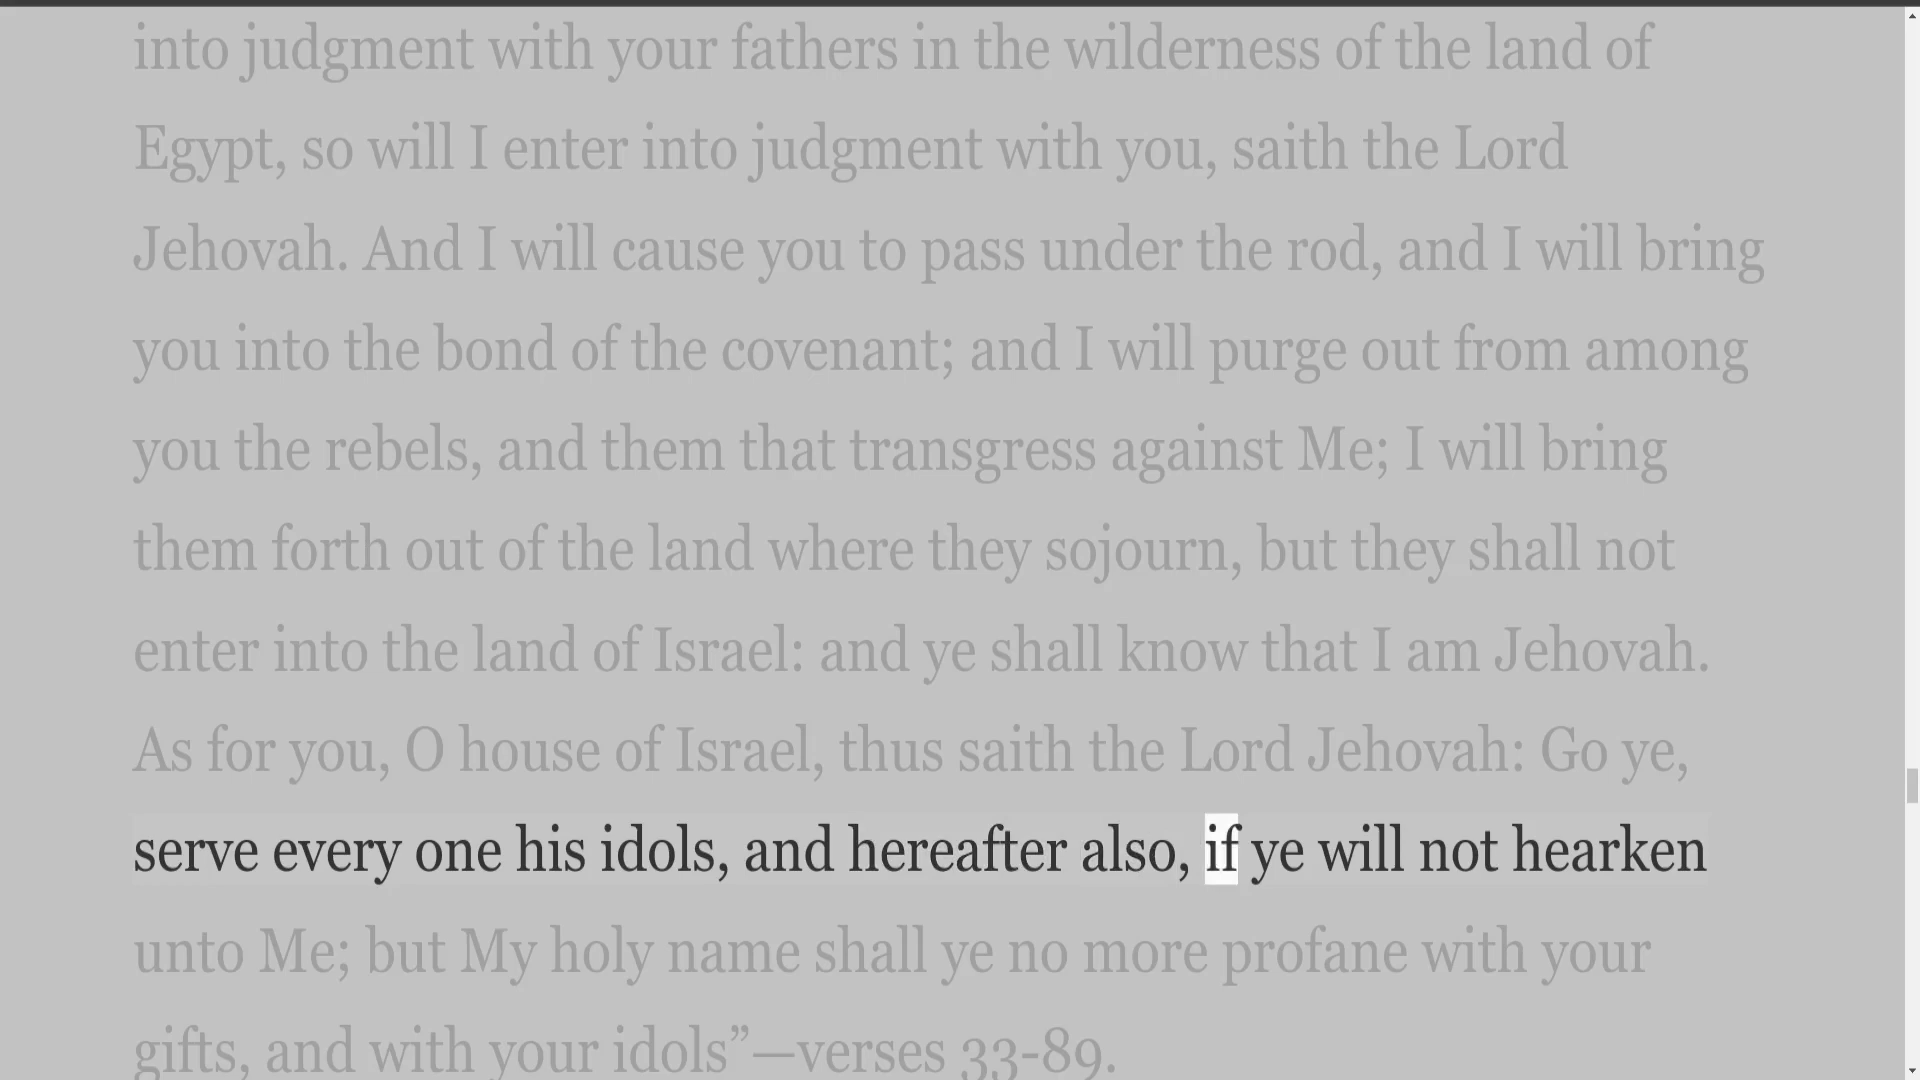 into judgment with your fathers in the wilderness of the land of
Egypt, so will I enter into judgment with you, saith the Lord
Jehovah. And I will cause you to pass under the rod, and I will bring
you into the bond of the covenant; and I will purge out from among
you the rebels, and them that transgress against Me; I will bring
them forth out of the land where they sojourn, but they shall not
enter into the land of Israel: and ye shall know that I am Jehovah.
As for you, O house of Israel, thus saith the Lord Jehovah: Go ye,
serve every one his idols, and hereafter also, if ye will not hearken
unto Me; but My holy name shall ye no more profane with your
gifts, and with your idols”—verses 33-89.